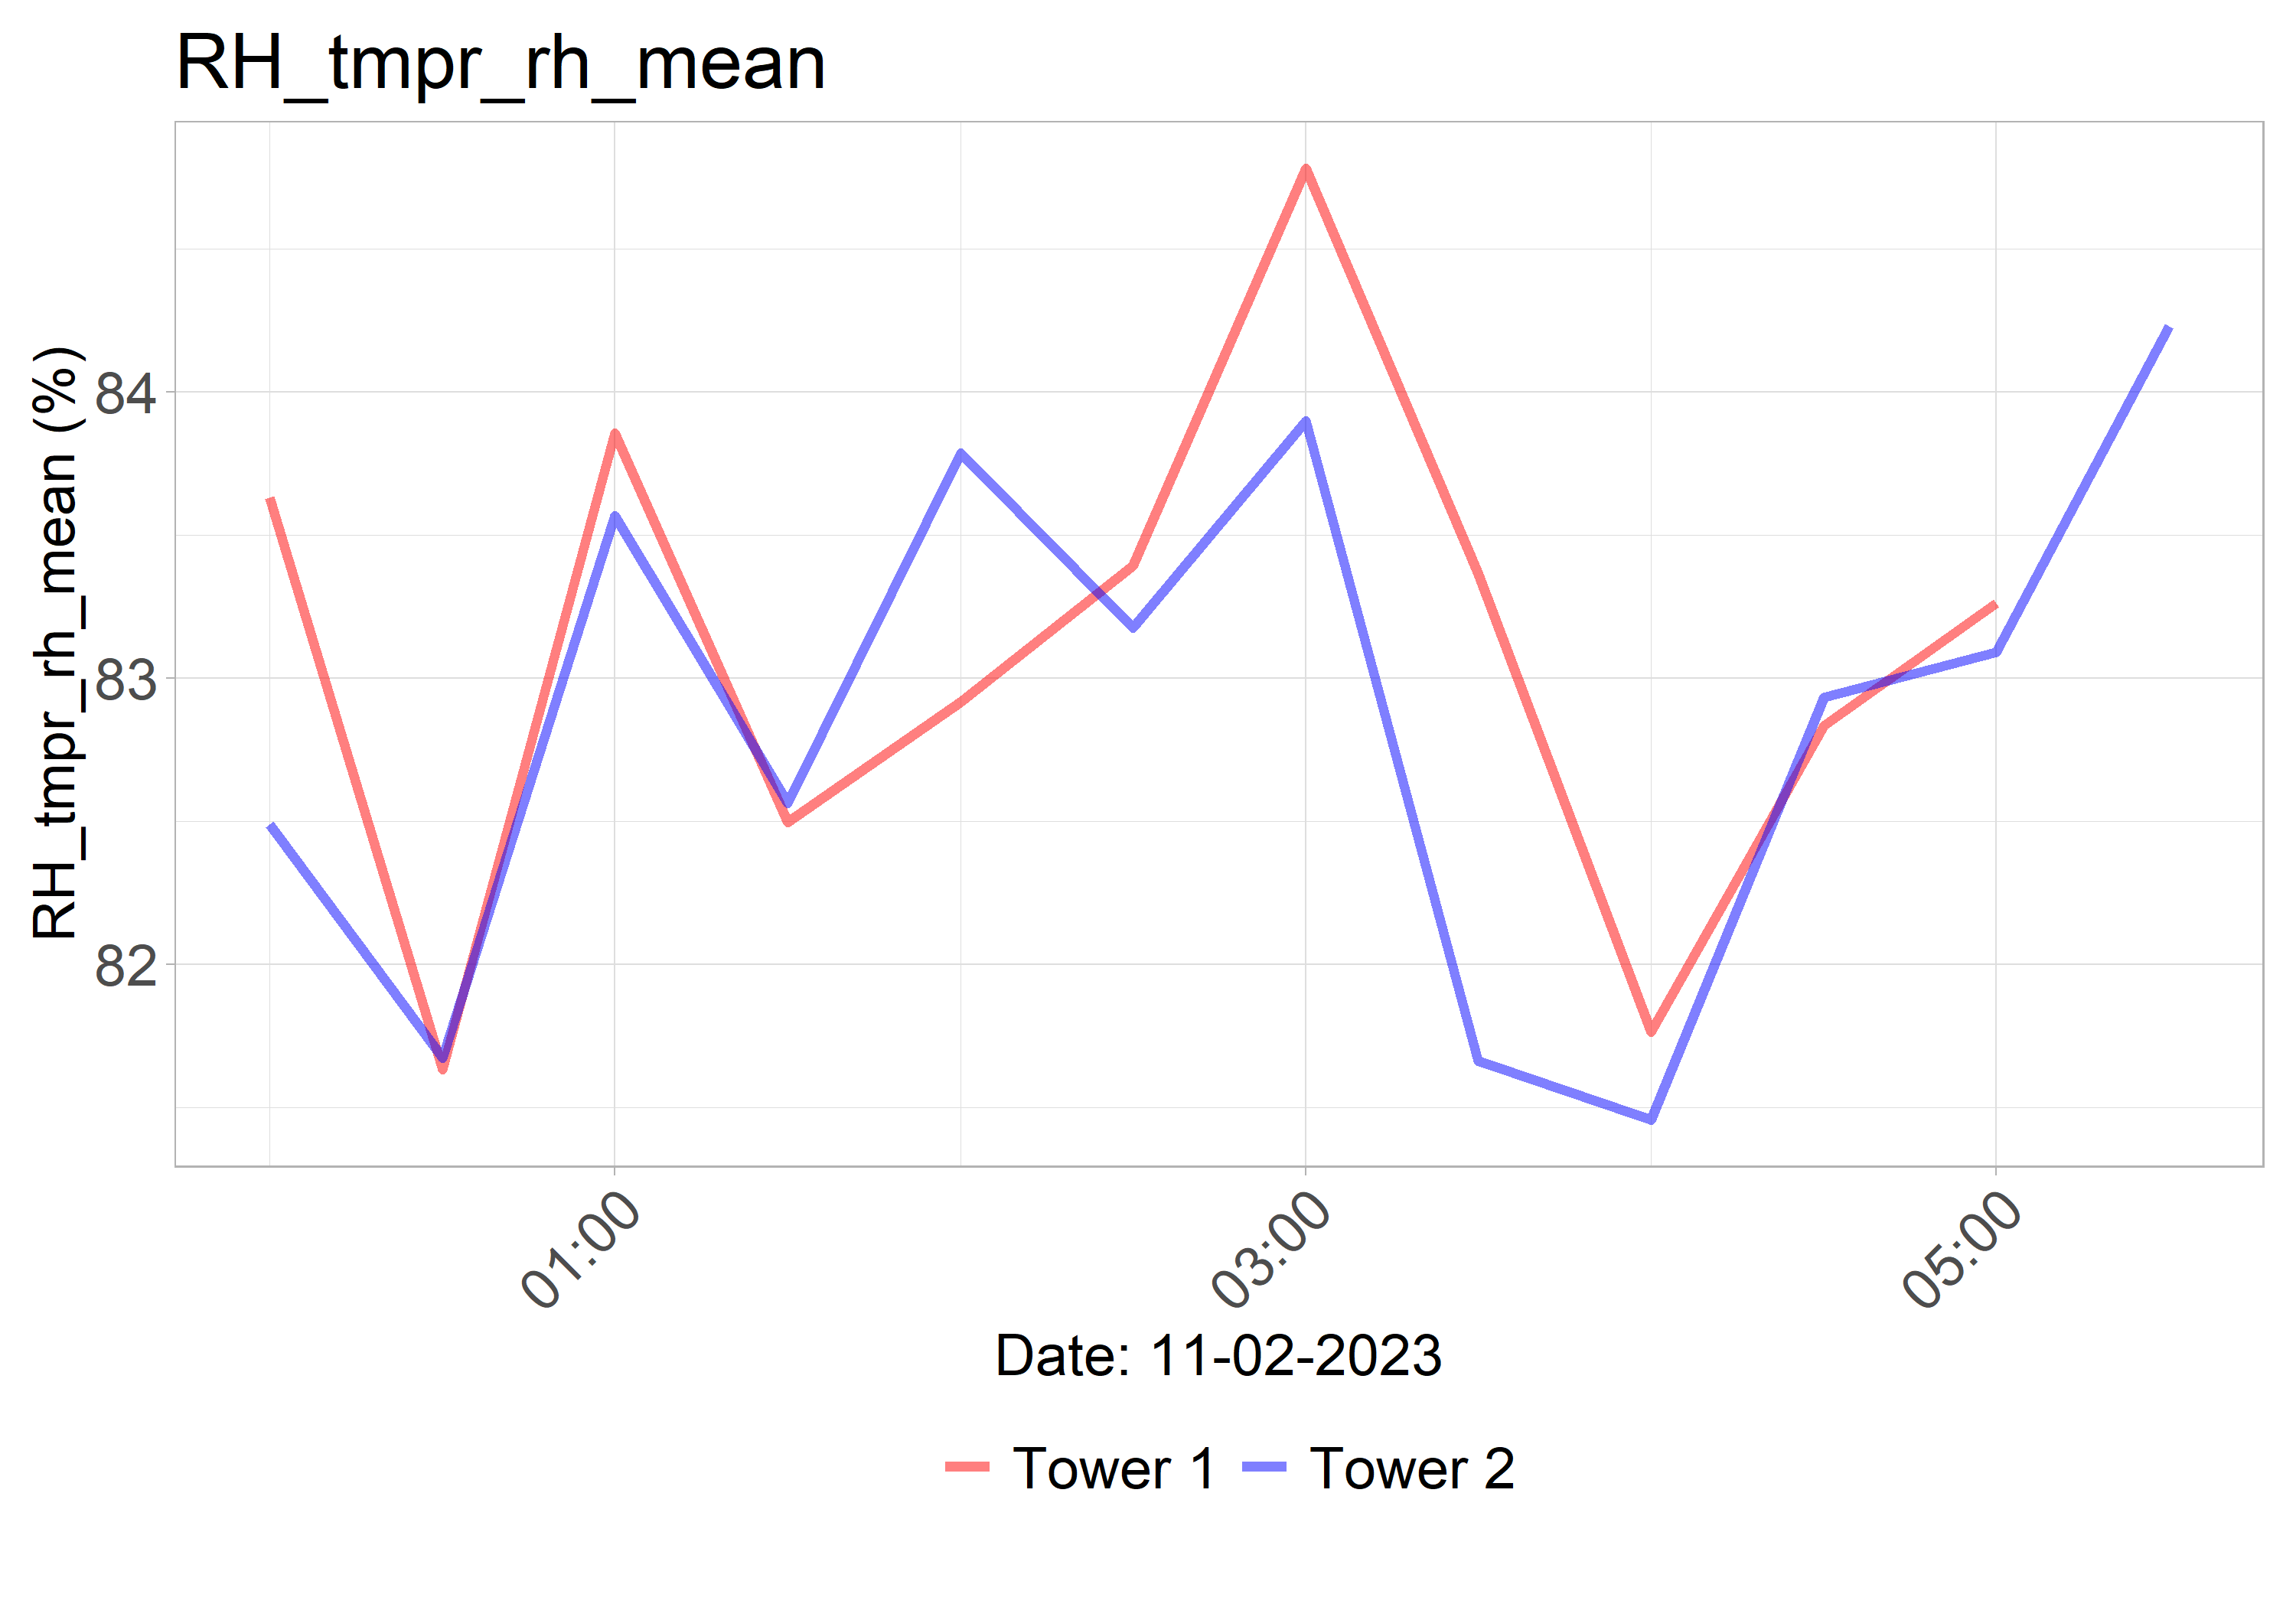 RH_tmpr_rh_mean
RH_tmpr_rh_mean (%)
84
83
82
01:00
03:00
05:00
Date: 11-02-2023
Tower 1
Tower 2